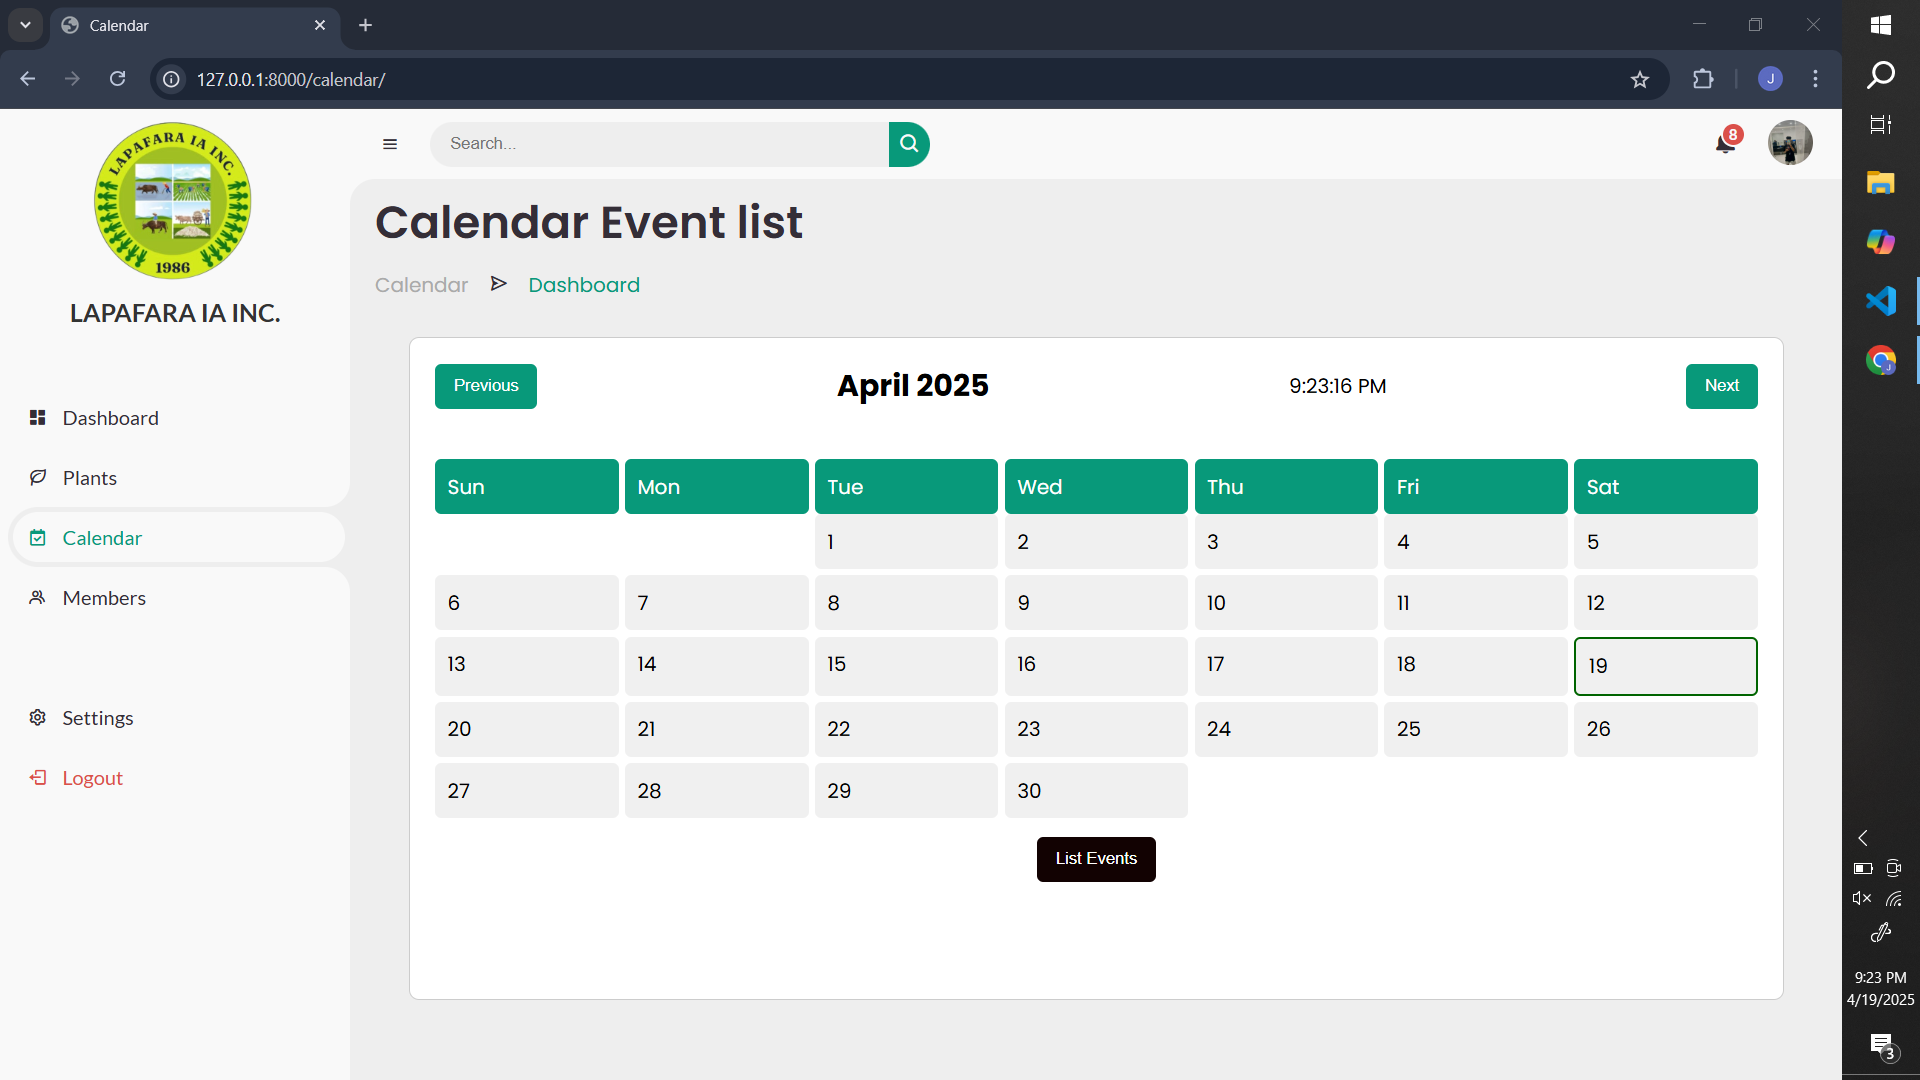 Calendar
127.0.0.1:8000/calendar/
LAPAFARA IA INC.
1986
LAPAFARA IA INC.
Dashboard
Plants
Calendar
Members
Settings
Logout
Search...
8
Calendar Event list
Calendar Dashboard
Previous April 2025 9:23:16 PM Next
Sun Mon Tue Wed Thu Fri Sat
1 2 3 4 5
6 7 8 9 10 11 12
13 14 15 16 17 18 19
20 21 22 23 24 25 26
27 28 29 30
List Events
J
9:23 PM
4/19/2025
3